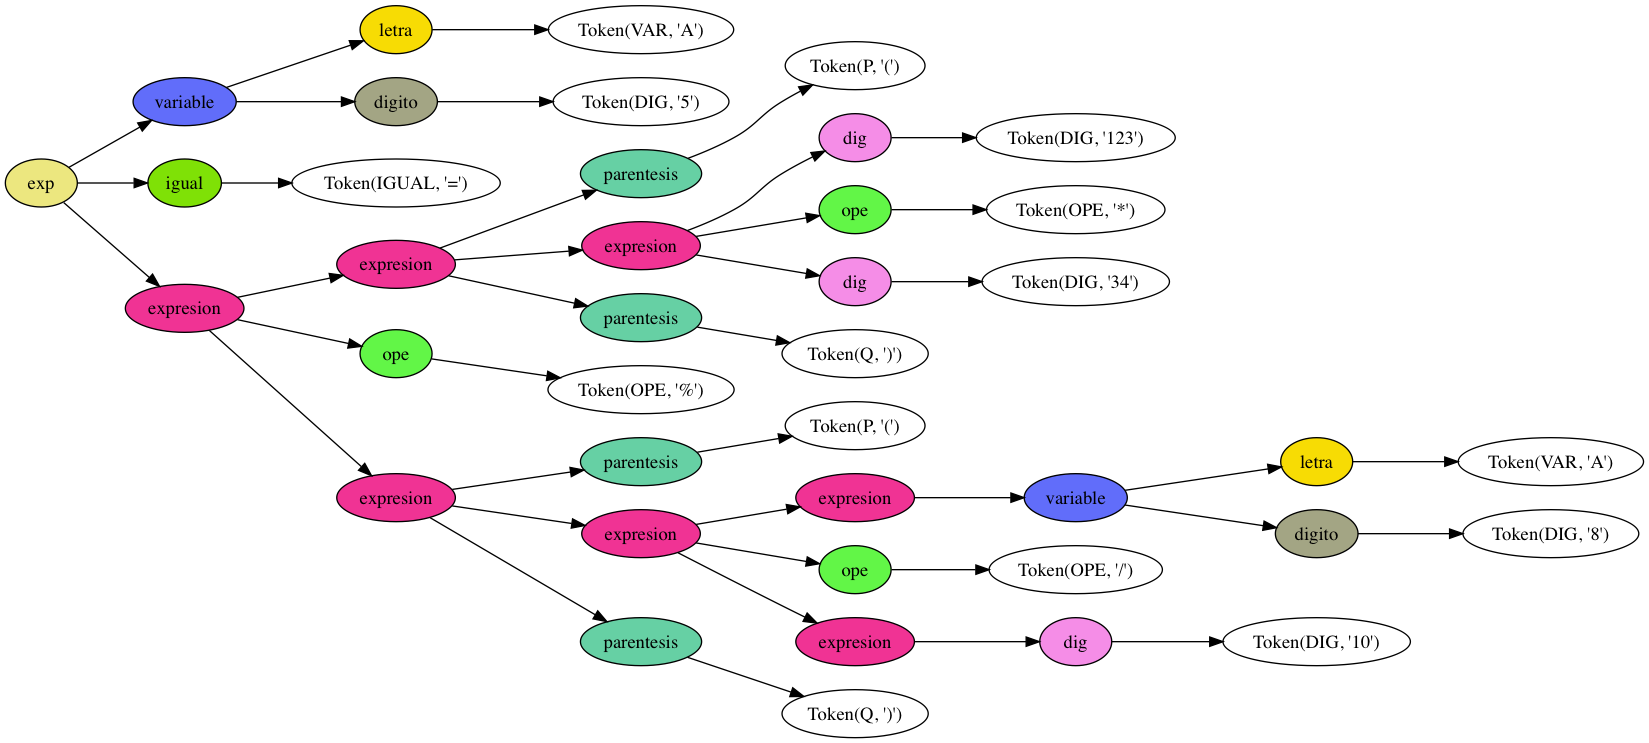 letra
Token(VAR, 'A')
Token(P, '(')
variable
digito
Token(DIG, '5')
dig
Token(DIG, '123')
parentesis
exp
igual
Token(IGUAL, '=')
ope
Token(OPE, '*')
expresion
expresion
dig
Token(DIG, '34')
expresion
parentesis
ope
Token(Q, ')')
Token(OPE, '%')
Token(P, '(')
parentesis
letra
Token(VAR, 'A')
expresion
expresion
variable
expresion
digito
Token(DIG, '8')
ope
Token(OPE, '/')
parentesis
expresion
dig
Token(DIG, '10')
Token(Q, ')')